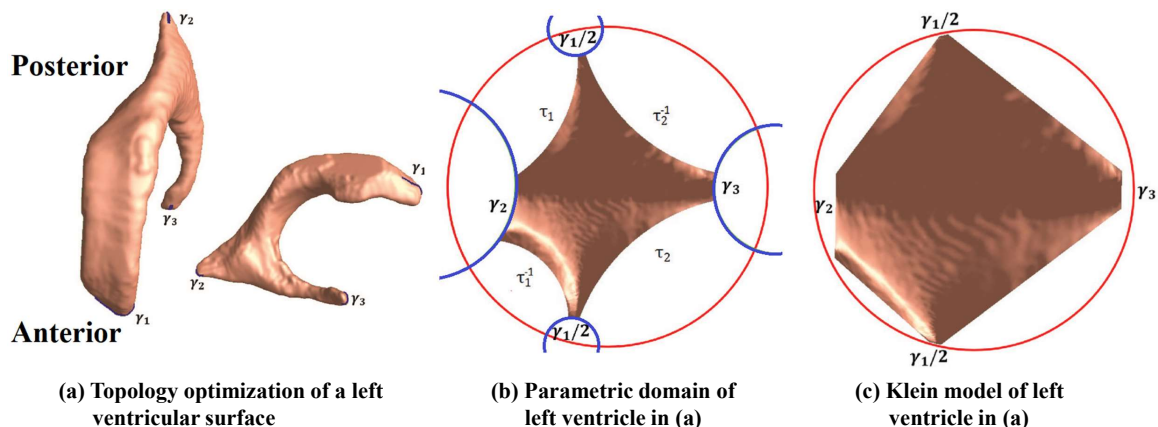 γ₂
Posterior
γ₃
γ₁
Anterior
γ₁
γ₂
γ₃
γ₁/2
τ₁
τ₂⁻¹
γ₂
γ₃
τ₁⁻¹
τ₂
γ₁/2
γ₁/2
γ₂
γ₃
γ₁/2
(a) Topology optimization of a left
ventricular surface
(b) Parametric domain of
left ventricle in (a)
(c) Klein model of left
ventricle in (a)